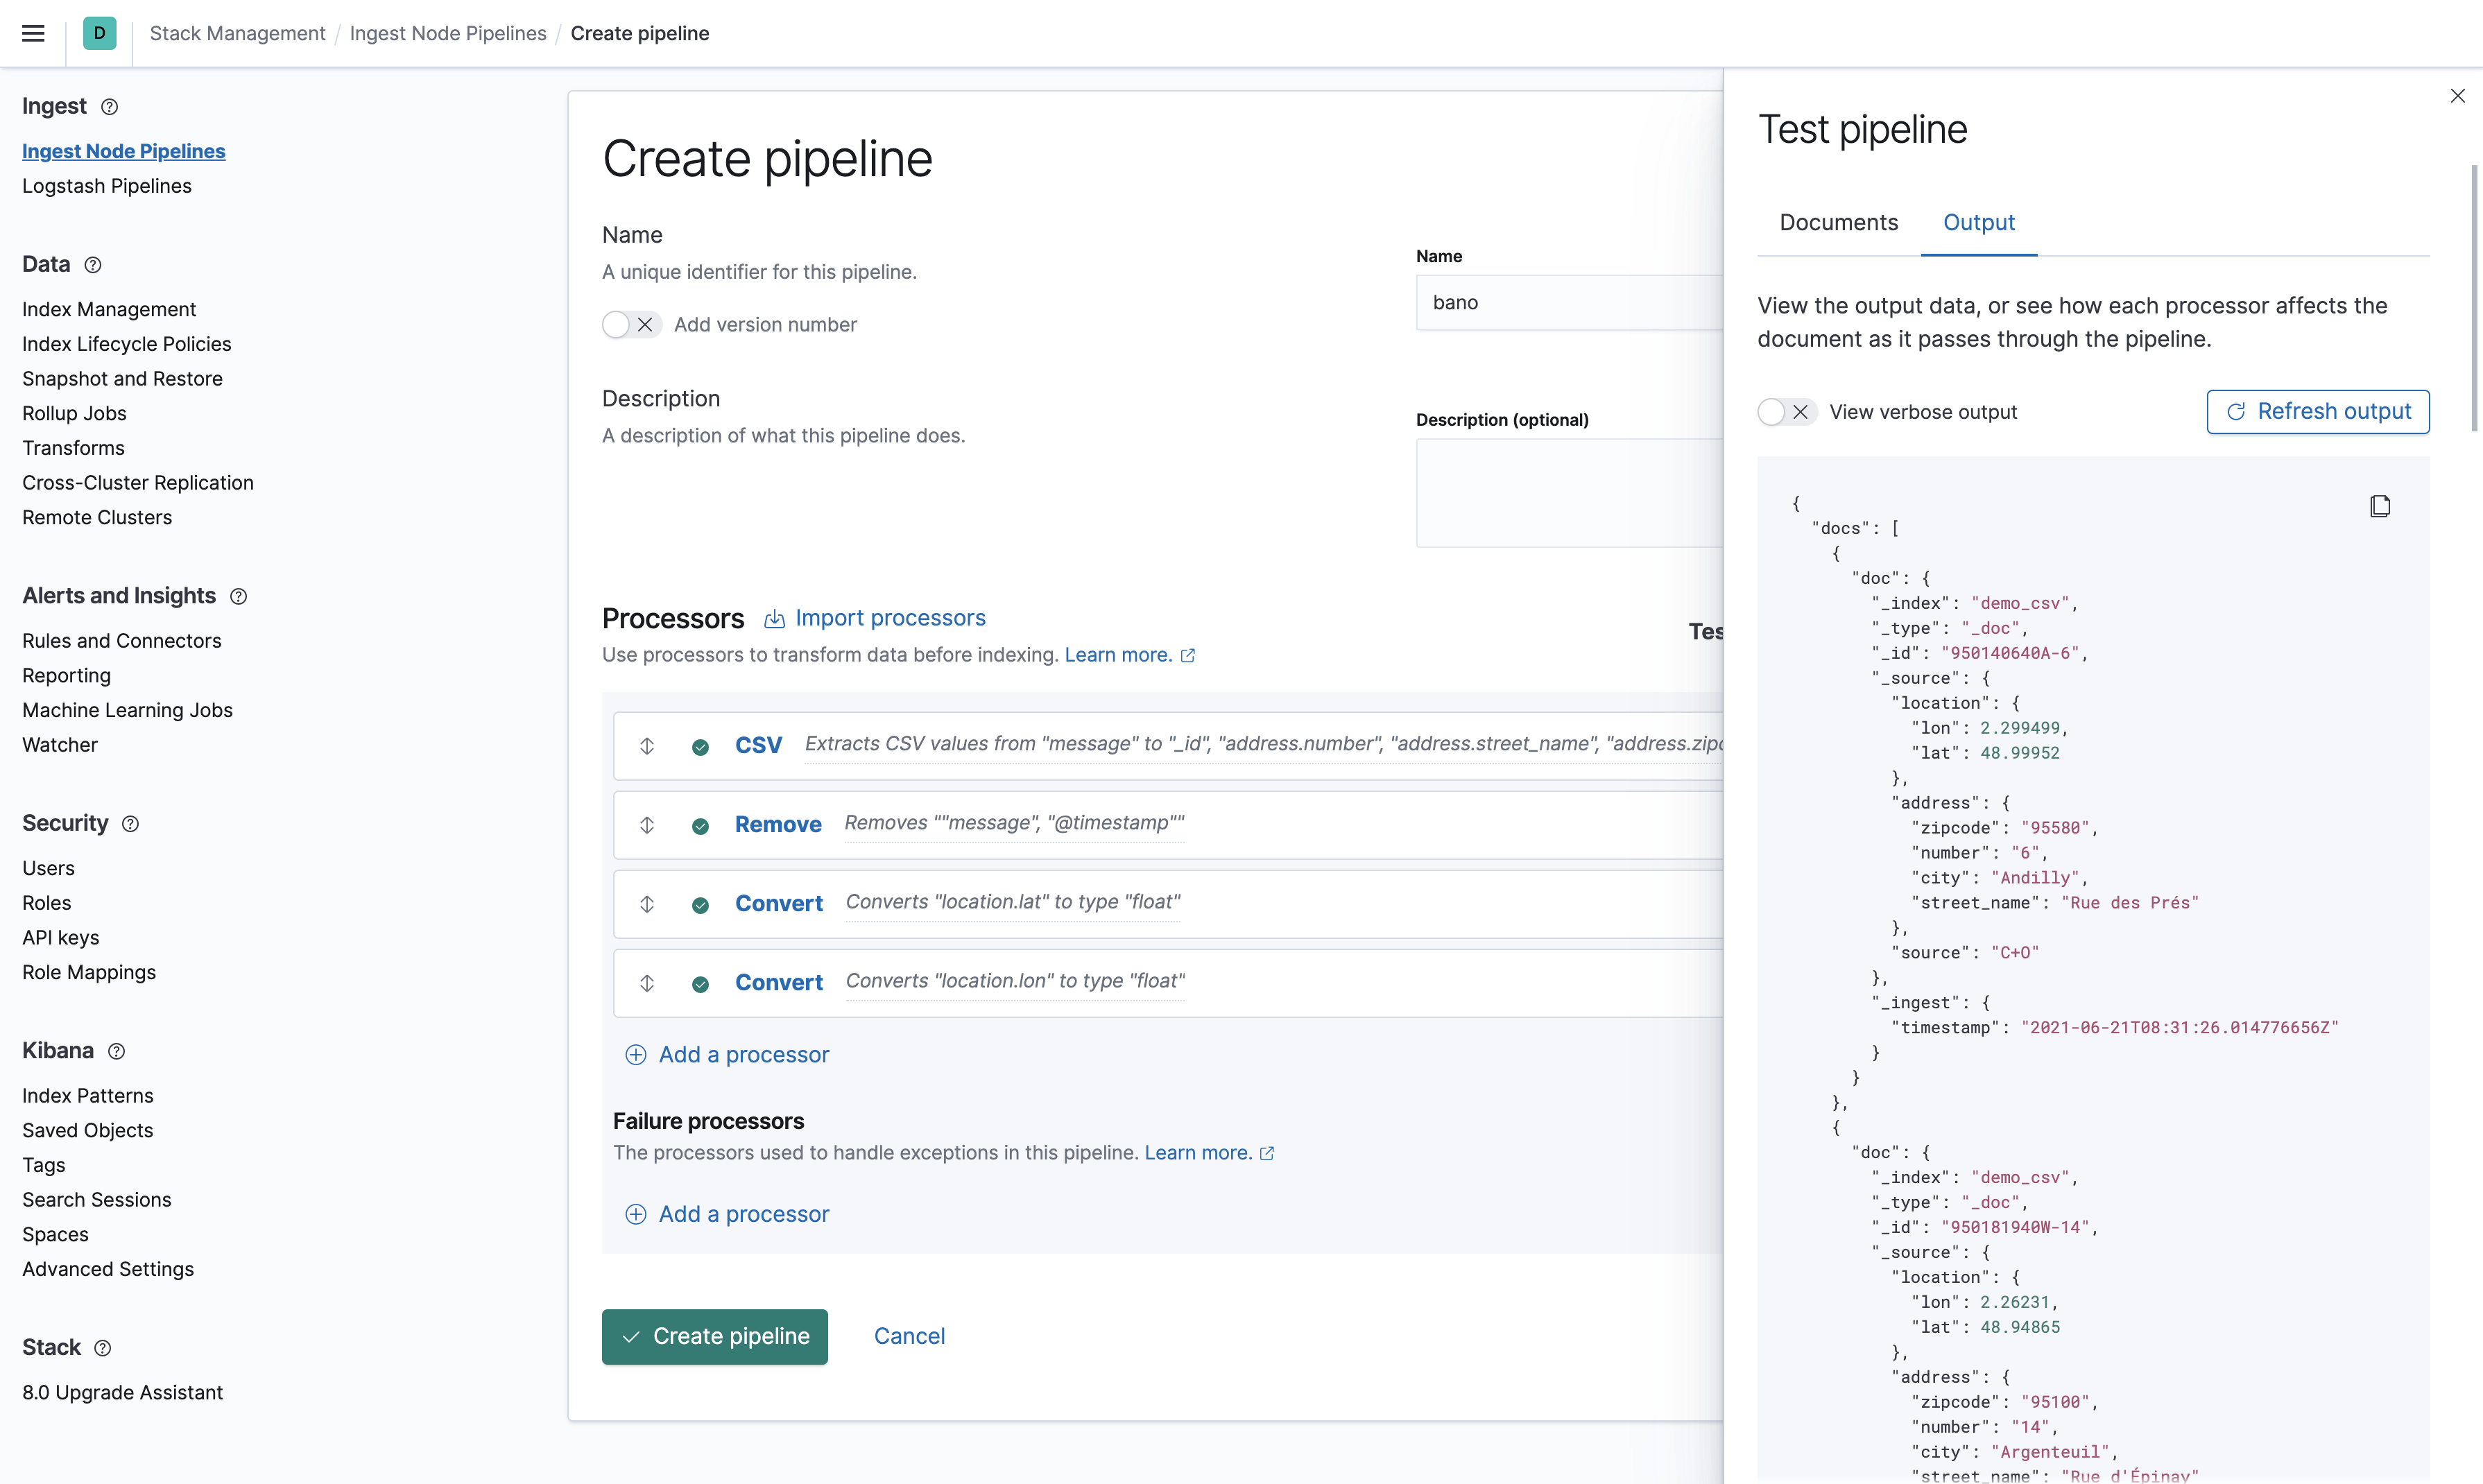 D
Stack Management / Ingest Node Pipelines / Create pipeline
Ingest
Ingest Node Pipelines
Logstash Pipelines
Data
Index Management
Index Lifecycle Policies
Snapshot and Restore
Rollup Jobs
Transforms
Cross-Cluster Replication
Remote Clusters
Alerts and Insights
Rules and Connectors
Reporting
Machine Learning Jobs
Watcher
Security
Users
Roles
API keys
Role Mappings
Kibana
Index Patterns
Saved Objects
Tags
Search Sessions
Spaces
Advanced Settings
Stack
8.0 Upgrade Assistant
Create pipeline
Name
A unique identifier for this pipeline.
Add version number
Name
bano
Description
A description of what this pipeline does.
Description (optional)
Processors Import processors
Use processors to transform data before indexing. Learn more.
Tes
CSV Extracts CSV values from "message" to "_id", "address.number", "address.street_name", "address.zipc
Remove Removes ""message", "@timestamp""
Convert Converts "location.lat" to type "float"
Convert Converts "location.lon" to type "float"
Add a processor
Failure processors
The processors used to handle exceptions in this pipeline. Learn more.
Add a processor
Create pipeline Cancel
Test pipeline
Documents Output
View the output data, or see how each processor affects the
document as it passes through the pipeline.
View verbose output Refresh output
{
"docs": [
{
"doc": {
"_index": "demo_csv",
"_type": "_doc",
"_id": "950140640A-6",
"_source": {
"location": {
"lon": 2.299499,
"lat": 48.99952
},
"address": {
"zipcode": "95580",
"number": "6",
"city": "Andilly",
"street_name": "Rue des Prés"
},
"source": "C+O"
},
"_ingest": {
"timestamp": "2021-06-21T08:31:26.014776656Z"
}
}
},
{
"doc": {
"_index": "demo_csv",
"_type": "_doc",
"_id": "950181940W-14",
"_source": {
"location": {
"lon": 2.26231,
"lat": 48.94865
},
"address": {
"zipcode": "95100",
"number": "14",
"city": "Argenteuil",
"street_name": "Rue d'Épinay"